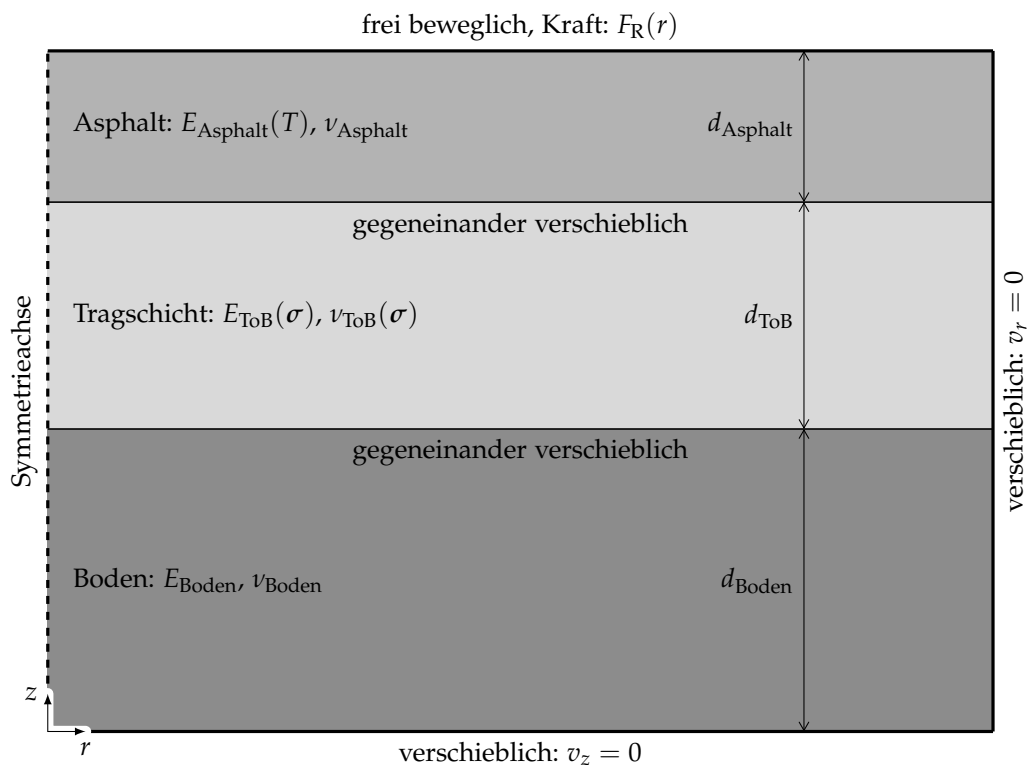 frei beweglich, Kraft: F_R(r)
Asphalt: E_Asphalt(T), ν_Asphalt
d_Asphalt
gegeneinander verschieblich
Tragschicht: E_ToB(σ), ν_ToB(σ)
d_ToB
Symmetrieachse
verschieblich: v_r = 0
gegeneinander verschieblich
Boden: E_Boden, ν_Boden
d_Boden
z
r
verschieblich: v_z = 0